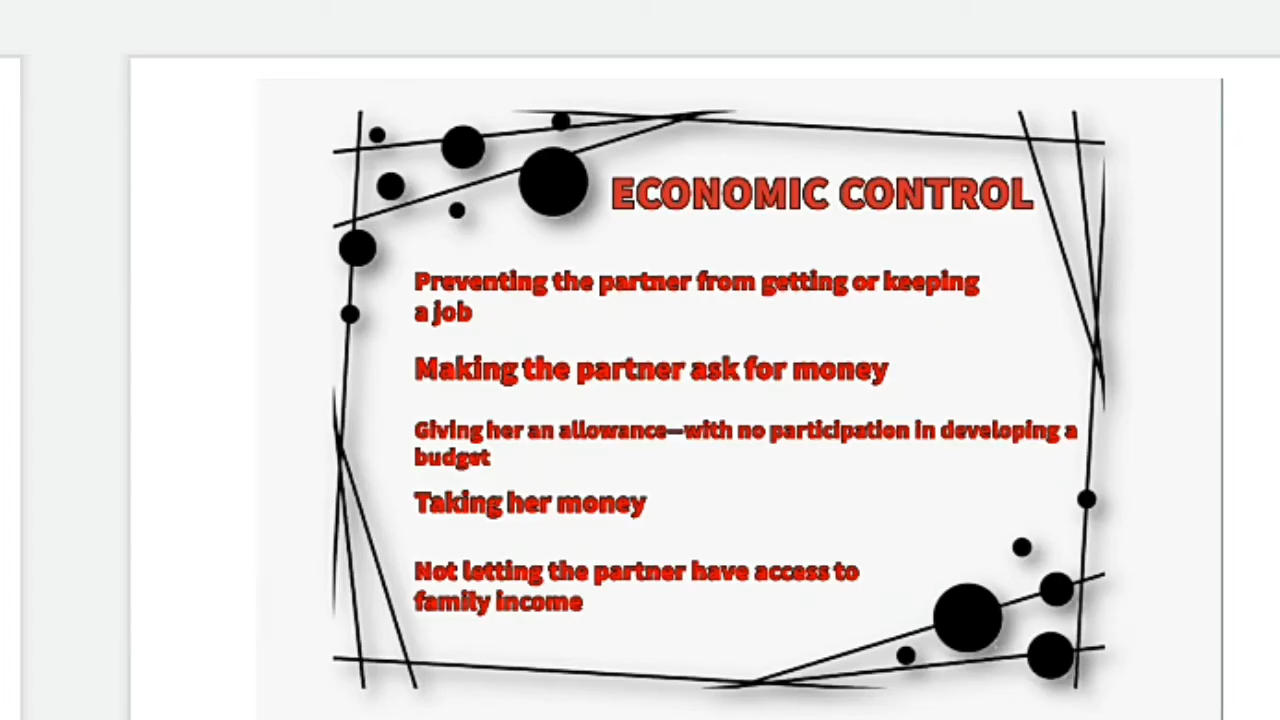 ECONOMIC CONTROL
Preventing the partner from getting or keeping
a job
Making the partner ask for money
Giving her an allowance—with no participation in developing a
budget
Taking her money
Not letting the partner have access to
family income